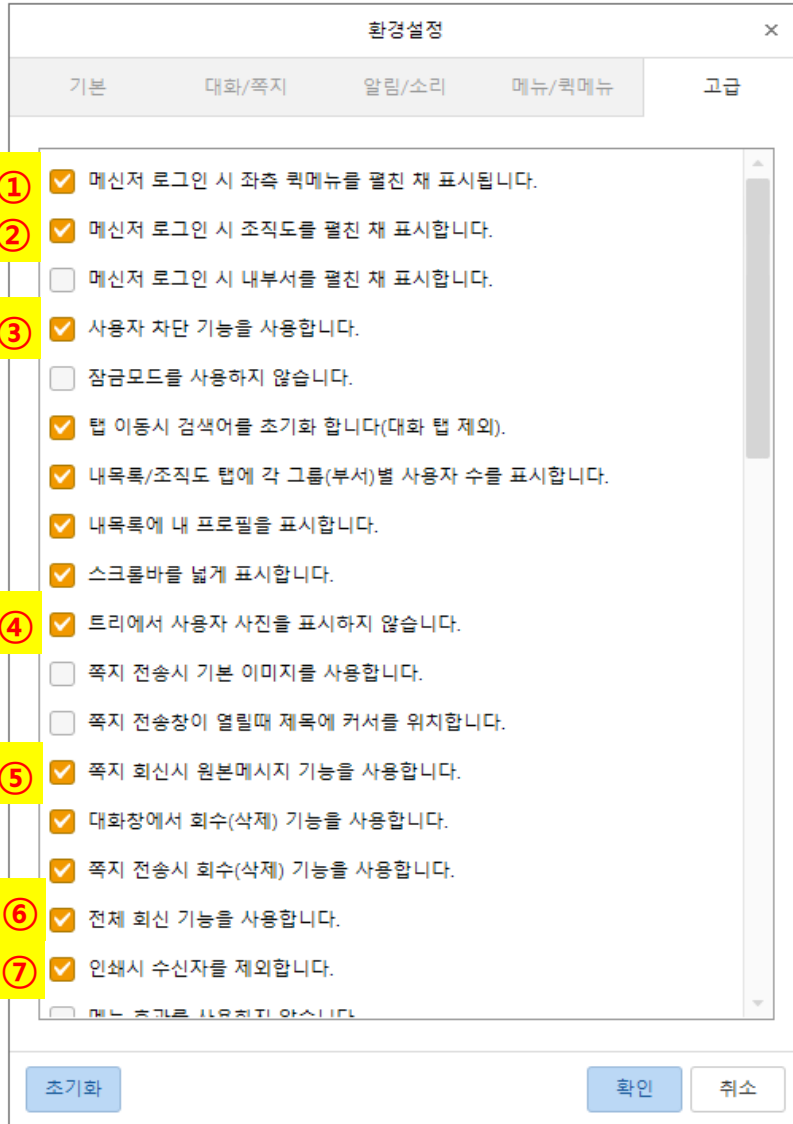 환경설정 ×
기본 대화/쪽지 알림/소리 메뉴/퀵메뉴 고급
① 메신저 로그인 시 좌측 퀵메뉴를 펼친 채 표시됩니다.
② 메신저 로그인 시 조직도를 펼친 채 표시합니다.
메신저 로그인 시 내부서를 펼친 채 표시합니다.
③ 사용자 차단 기능을 사용합니다.
잠금모드를 사용하지 않습니다.
탭 이동시 검색어를 초기화 합니다(대화 탭 제외).
내목록/조직도 탭에 각 그룹(부서)별 사용자 수를 표시합니다.
내목록에 내 프로필을 표시합니다.
스크롤바를 넓게 표시합니다.
④ 트리에서 사용자 사진을 표시하지 않습니다.
쪽지 전송시 기본 이미지를 사용합니다.
쪽지 전송창이 열릴때 제목에 커서를 위치합니다.
⑤ 쪽지 회신시 원본메시지 기능을 사용합니다.
대화창에서 회수(삭제) 기능을 사용합니다.
쪽지 전송시 회수(삭제) 기능을 사용합니다.
⑥ 전체 회신 기능을 사용합니다.
⑦ 인쇄시 수신자를 제외합니다.
메뉴 효과를 사용하지 않습니다
초기화 확인 취소